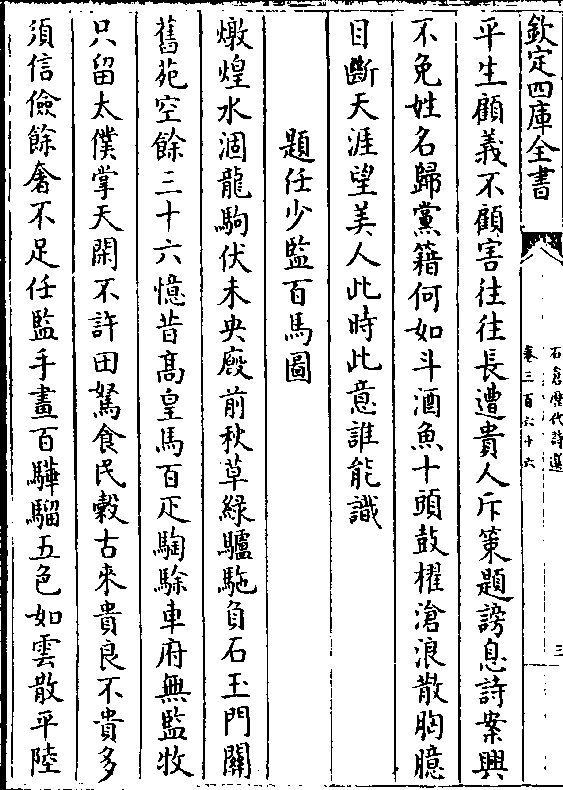 欽定四庫全書
石倉歷代詩選
卷三百六十六
三
平生顧義不顧害往往長遭貴人斥策題謗息詩案興
不免姓名歸黨籍何如斗酒魚十頭鼓櫂滄浪散胸臆
目斷天涯望美人此時此意誰能識
題任少監百馬圖
燉煌水涸龍駒伏未央廏前秋草緑驢駞負石玉門關
舊苑空餘三十六憶昔髙皇馬百疋騊駼車府無監牧
只留太僕掌天閑不許田駑食民榖古來貴良不貴多
須信儉餘奢不足任監手畫百驊騮五色如雲散平陸